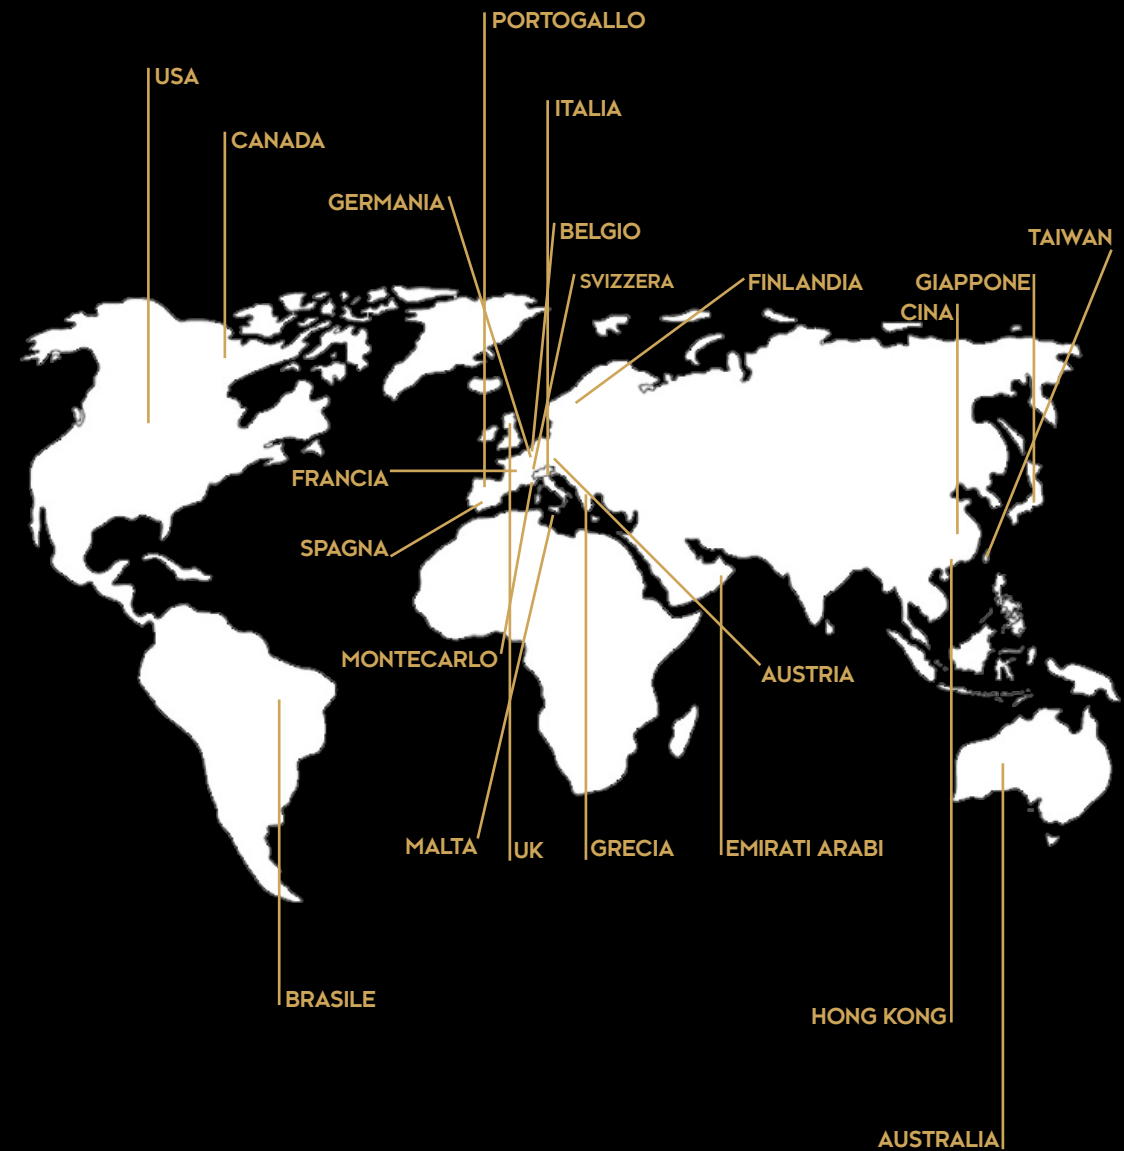 PORTOGALLO
USA
ITALIA
CANADA
GERMANIA
BELGIO
TAIWAN
SVIZZERA
FINLANDIA
GIAPPONE
CINA
FRANCIA
SPAGNA
MONTECARLO
AUSTRIA
MALTA
UK
GRECIA
EMIRATI ARABI
BRASILE
HONG KONG
AUSTRALIA